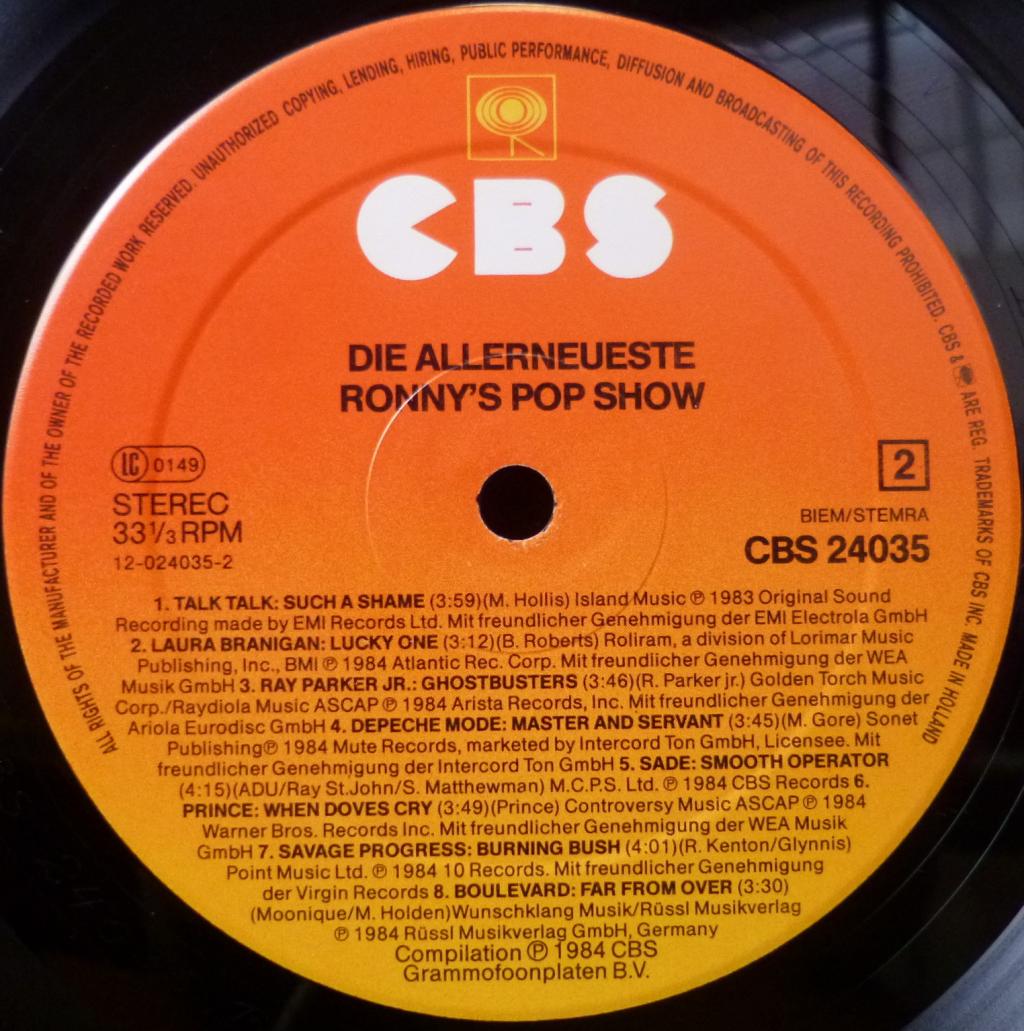 ALL RIGHTS OF THE MANUFACTURER AND OF THE OWNER OF THE RECORDED WORK RESERVED. UNAUTHORIZED COPYING, LENDING, HIRING, PUBLIC PERFORMANCE, DIFFUSION AND BROADCASTING OF THIS RECORDING PROHIBITED. CBS & ARE REG. TRADEMARKS OF CBS INC. MADE IN HOLLAND
CBS
DIE ALLERNEUESTE
RONNY'S POP SHOW
LC 0149
STEREC
33 1/3 RPM
12-024035-2
2
BIEM/STEMRA
CBS 24035
1. TALK TALK: SUCH A SHAME (3:59)(M. Hollis) Island Music ℗ 1983 Original Sound
Recording made by EMI Records Ltd. Mit freundlicher Genehmigung der EMI Electrola GmbH
2. LAURA BRANIGAN: LUCKY ONE (3:12)(B. Roberts) Roliram, a division of Lorimar Music
Publishing, Inc., BMI ℗ 1984 Atlantic Rec. Corp. Mit freundlicher Genehmigung der WEA
Musik GmbH 3. RAY PARKER JR.: GHOSTBUSTERS (3:46)(R. Parker jr.) Golden Torch Music
Corp./Raydiola Music ASCAP ℗ 1984 Arista Records, Inc. Mit freundlicher Genehmigung der
Ariola Eurodisc GmbH 4. DEPECHE MODE: MASTER AND SERVANT (3:45)(M. Gore) Sonet
Publishing℗ 1984 Mute Records, marketed by Intercord Ton GmbH, Licensee. Mit
freundlicher Genehmigung der Intercord Ton GmbH 5. SADE: SMOOTH OPERATOR
(4:15)(ADU/Ray St.John/S. Matthewman) M.C.P.S. Ltd. ℗ 1984 CBS Records 6.
PRINCE: WHEN DOVES CRY (3:49)(Prince) Controversy Music ASCAP ℗ 1984
Warner Bros. Records Inc. Mit freundlicher Genehmigung der WEA Musik
GmbH 7. SAVAGE PROGRESS: BURNING BUSH (4:01)(R. Kenton/Glynnis)
Point Music Ltd. ℗ 1984 10 Records. Mit freundlicher Genehmigung
der Virgin Records 8. BOULEVARD: FAR FROM OVER (3:30)
(Moonique/M. Holden)Wunschklang Musik/Rüssl Musikverlag
℗ 1984 Rüssl Musikverlag GmbH, Germany
Compilation ℗ 1984 CBS
Grammofoonplaten B.V.